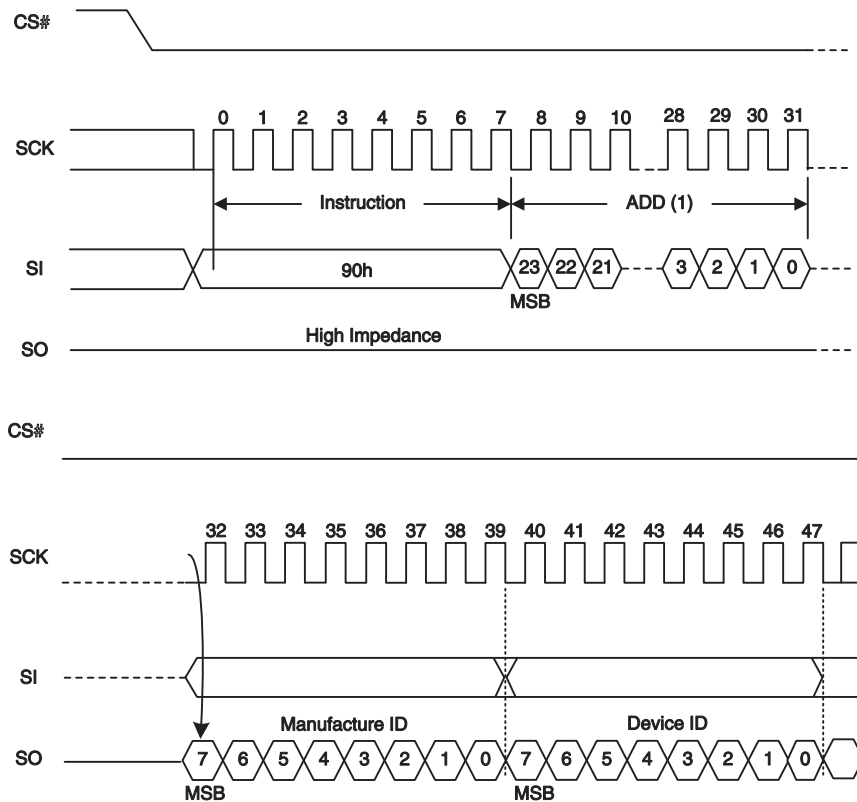 CS#
0 1 2 3 4 5 6 7 8 9 10 28 29 30 31
SCK
Instruction ADD (1)
SI 90h 23 22 21 3 2 1 0
MSB
High Impedance
SO
CS#
32 33 34 35 36 37 38 39 40 41 42 43 44 45 46 47
SCK
SI
Manufacture ID Device ID
SO 7 6 5 4 3 2 1 0 7 6 5 4 3 2 1 0
MSB MSB